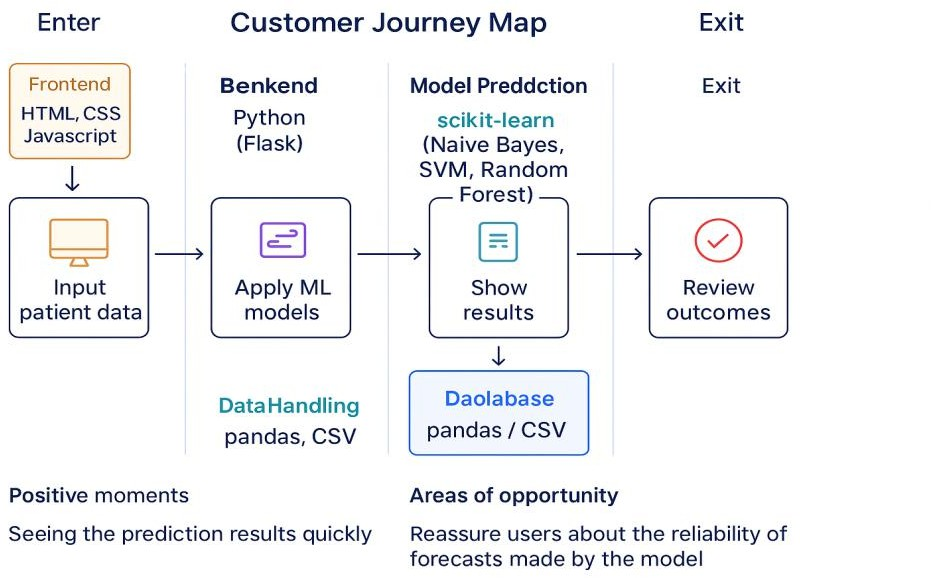 Enter
Customer Journey Map
Exit
Frontend
HTML, CSS
Javascript
Benkend
Python
(Flask)
Model Preddction
scikit-learn
(Naive Bayes,
SVM, Random
Forest)
Exit
Input
patient data
Apply ML
models
Show
results
Review
outcomes
DataHandling
pandas, CSV
Daolabase
pandas / CSV
Positive moments
Seeing the prediction results quickly
Areas of opportunity
Reassure users about the reliability of
forecasts made by the model